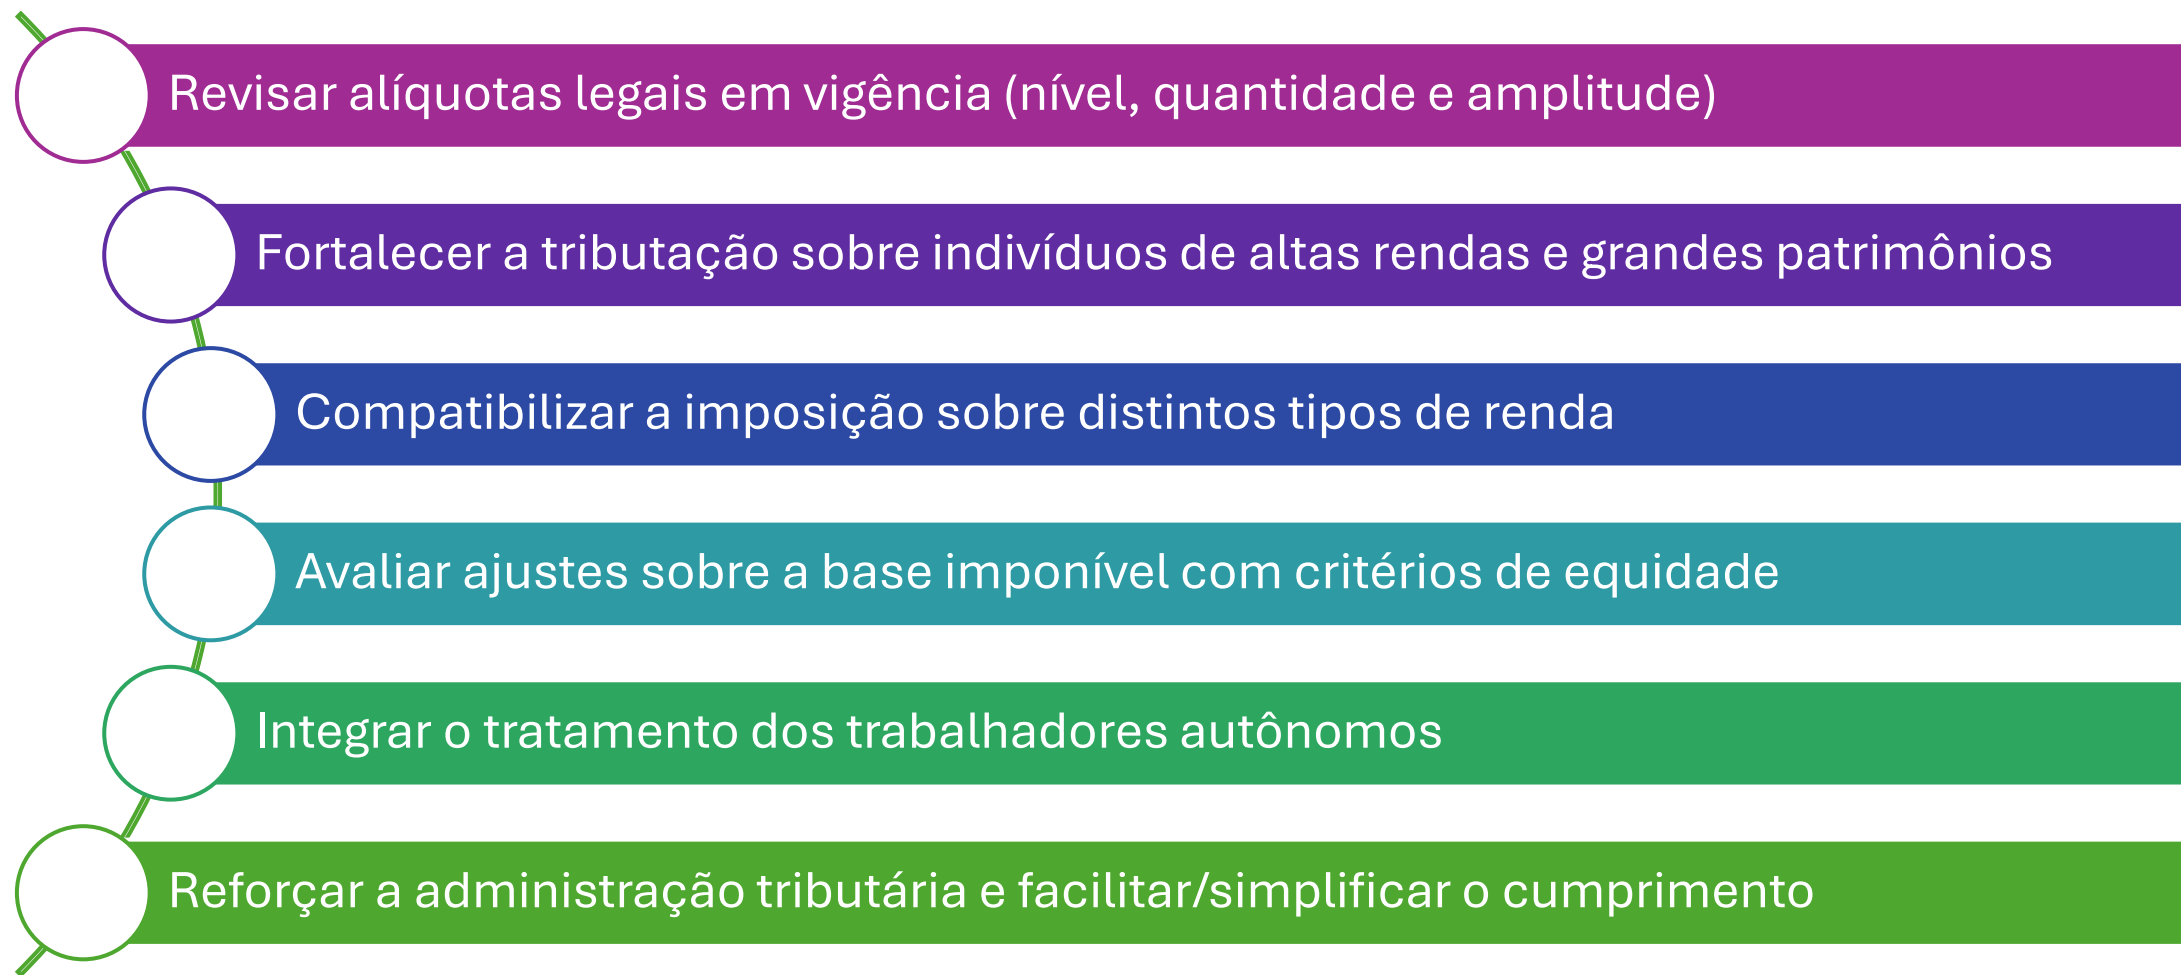 Revisar alíquotas legais em vigência (nível, quantidade e amplitude)
Fortalecer a tributação sobre indivíduos de altas rendas e grandes patrimônios
Compatibilizar a imposição sobre distintos tipos de renda
Avaliar ajustes sobre a base imponível com critérios de equidade
Integrar o tratamento dos trabalhadores autônomos
Reforçar a administração tributária e facilitar/simplificar o cumprimento